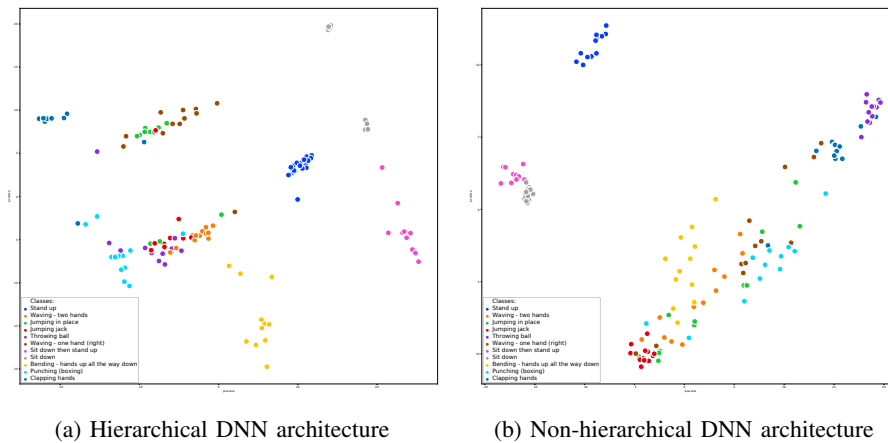 Classes:
Stand up
Waving - two hands
Jumping in place
Jumping jack
Throwing ball
Waving - one hand (right)
Sit down then stand up
Sit down
Bending - hands up all the way down
Punching (boxing)
Clapping hands
(a) Hierarchical DNN architecture
Classes:
Stand up
Waving - two hands
Jumping in place
Jumping jack
Throwing ball
Waving - one hand (right)
Sit down then stand up
Sit down
Bending - hands up all the way down
Punching (boxing)
Clapping hands
(b) Non-hierarchical DNN architecture